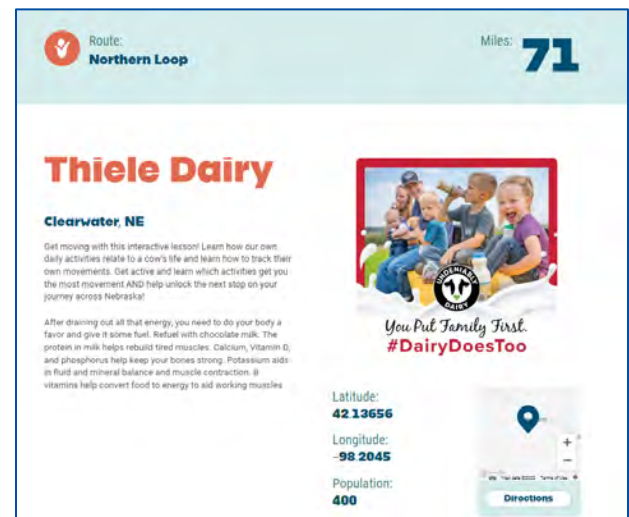 Route:
Northern Loop
Miles: 71
Thiele Dairy
Clearwater, NE
Get moving with this interactive lesson! Learn how our own
daily activities relate to a cow's life and learn how to track their
own movements. Get active and learn which activities get you
the most movement AND help unlock the next stop on your
journey across Nebraska!
After draining out all that energy, you need to do your body a
favor and give it some fuel. Refuel with chocolate milk. The
protein in milk helps rebuild tired muscles. Calcium, Vitamin D,
and phosphorus help keep your bones strong. Potassium aids
in fluid and mineral balance and muscle contraction. B
vitamins help convert food to energy to aid working muscles
UNDENIABLY
DAIRY
You Put Family First.
#DairyDoesToo
Latitude:
42.13656
Longitude:
-98.2045
Population:
400
+
−
Terms of Use
Directions